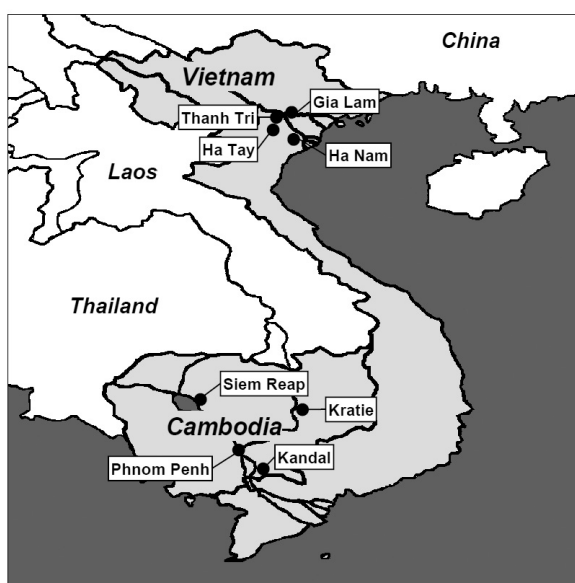 China
Vietnam
Gia Lam
Thanh Tri
Ha Tay
Ha Nam
Laos
Thailand
Siem Reap
Kratie
Cambodia
Kandal
Phnom Penh